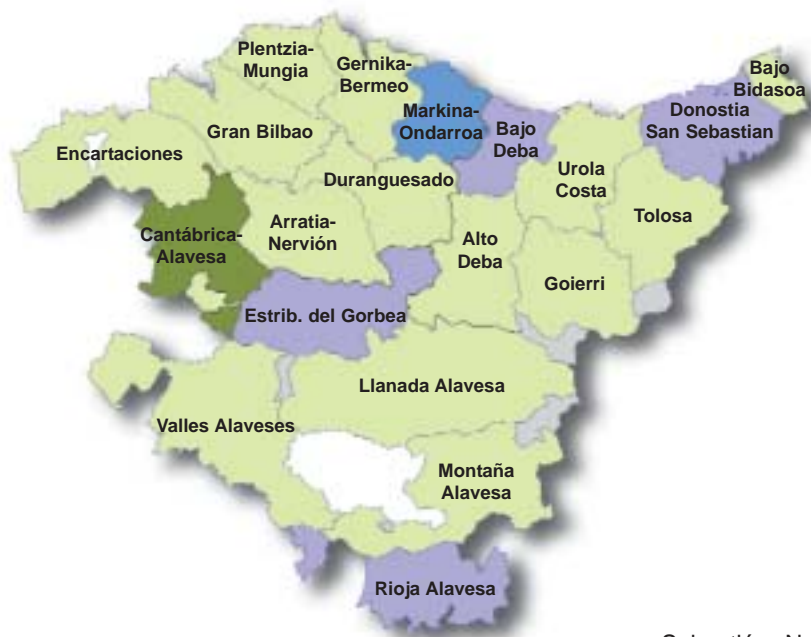 Plentzia-
Mungia
Gernika-
Bermeo
Bajo
Bidasoa
Markina-
Ondarroa
Bajo
Deba
Donostia
San Sebastian
Gran Bilbao
Encartaciones
Urola
Costa
Duranguesado
Tolosa
Cantábrica-
Alavesa
Arratia-
Nervión
Alto
Deba
Goierri
Estrib. del Gorbea
Llanada Alavesa
Valles Alaveses
Montaña
Alavesa
Rioja Alavesa